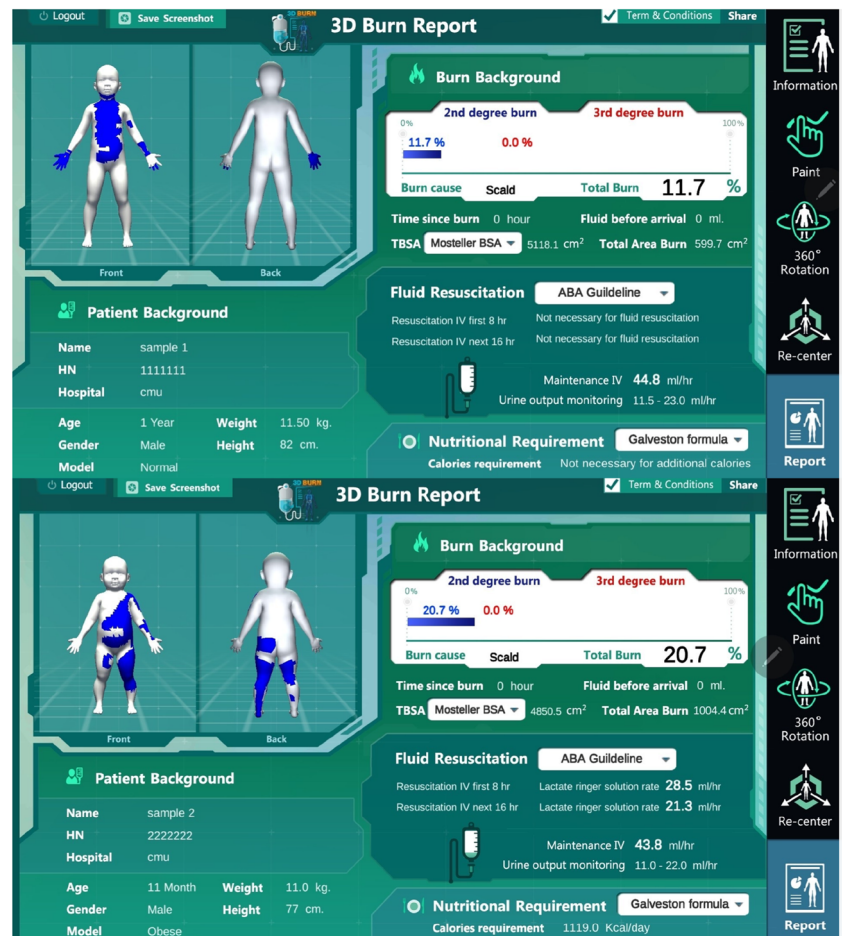 Logout
Save Screenshot
3D BURN
3D Burn Report
Term & Conditions
Share
Front
Back
Burn Background
2nd degree burn
3rd degree burn
0%
100%
11.7 %
0.0 %
Burn cause
Scald
Total Burn
11.7 %
Time since burn 0 hour
Fluid before arrival 0 ml.
TBSA Mosteller BSA 5118.1 cm²
Total Area Burn 599.7 cm²
Fluid Resuscitation
ABA Guildeline
Resuscitation IV first 8 hr
Not necessary for fluid resuscitation
Resuscitation IV next 16 hr
Not necessary for fluid resuscitation
Maintenance IV 44.8 ml/hr
Urine output monitoring 11.5 - 23.0 ml/hr
Nutritional Requirement
Galveston formula
Calories requirement Not necessary for additional calories
Patient Background
Name sample 1
HN 1111111
Hospital cmu
Age 1 Year
Weight 11.50 kg.
Gender Male
Height 82 cm.
Model Normal
Information
Paint
360°
Rotation
Re-center
Report
Logout
Save Screenshot
3D BURN
3D Burn Report
Term & Conditions
Share
Front
Back
Burn Background
2nd degree burn
3rd degree burn
0%
100%
20.7 %
0.0 %
Burn cause
Scald
Total Burn
20.7 %
Time since burn 0 hour
Fluid before arrival 0 ml.
TBSA Mosteller BSA 4850.5 cm²
Total Area Burn 1004.4 cm²
Fluid Resuscitation
ABA Guildeline
Resuscitation IV first 8 hr
Lactate ringer solution rate 28.5 ml/hr
Resuscitation IV next 16 hr
Lactate ringer solution rate 21.3 ml/hr
Maintenance IV 43.8 ml/hr
Urine output monitoring 11.0 - 22.0 ml/hr
Nutritional Requirement
Galveston formula
Calories requirement 1119.0 Kcal/day
Patient Background
Name sample 2
HN 2222222
Hospital cmu
Age 11 Month
Weight 11.0 kg.
Gender Male
Height 77 cm.
Model Obese
Information
Paint
360°
Rotation
Re-center
Report